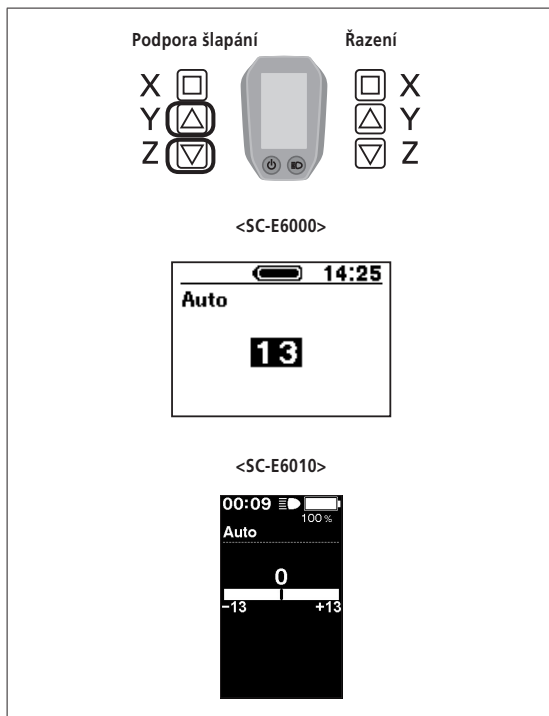 Podpora šlapání Řazení
X X
Y Y
Z Z
<SC-E6000>
14:25
Auto
13
<SC-E6010>
00:09
100 %
Auto
0
-13 +13